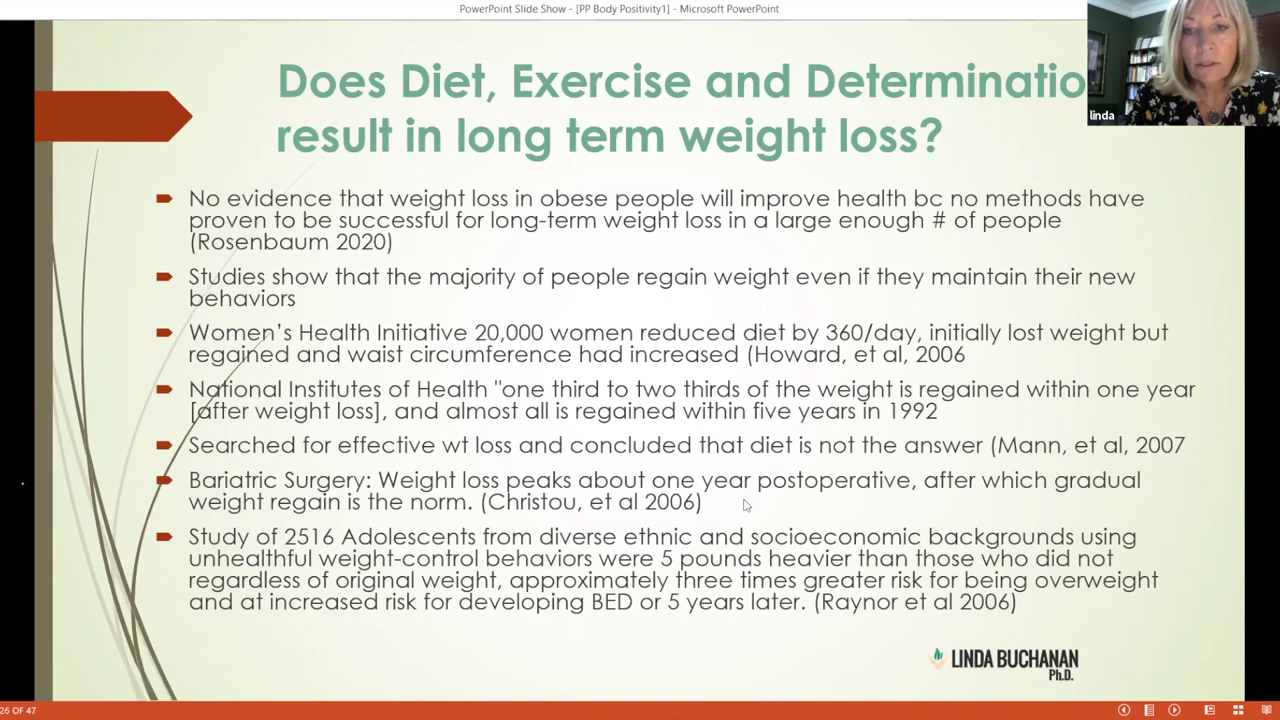 PowerPoint Slide Show - [PP Body Positivity1] - Microsoft PowerPoint
Does Diet, Exercise and Determinatio
result in long term weight loss?
linda
No evidence that weight loss in obese people will improve health bc no methods have
proven to be successful for long-term weight loss in a large enough # of people
(Rosenbaum 2020)
Studies show that the majority of people regain weight even if they maintain their new
behaviors
Women's Health Initiative 20,000 women reduced diet by 360/day, initially lost weight but
regained and waist circumference had increased (Howard, et al, 2006
National Institutes of Health "one third to two thirds of the weight is regained within one year
[after weight loss], and almost all is regained within five years in 1992
Searched for effective wt loss and concluded that diet is not the answer (Mann, et al, 2007
Bariatric Surgery: Weight loss peaks about one year postoperative, after which gradual
weight regain is the norm. (Christou, et al 2006)
Study of 2516 Adolescents from diverse ethnic and socioeconomic backgrounds using
unhealthful weight-control behaviors were 5 pounds heavier than those who did not
regardless of original weight, approximately three times greater risk for being overweight
and at increased risk for developing BED or 5 years later. (Raynor et al 2006)
LINDA BUCHANAN
Ph.D.
26 OF 47